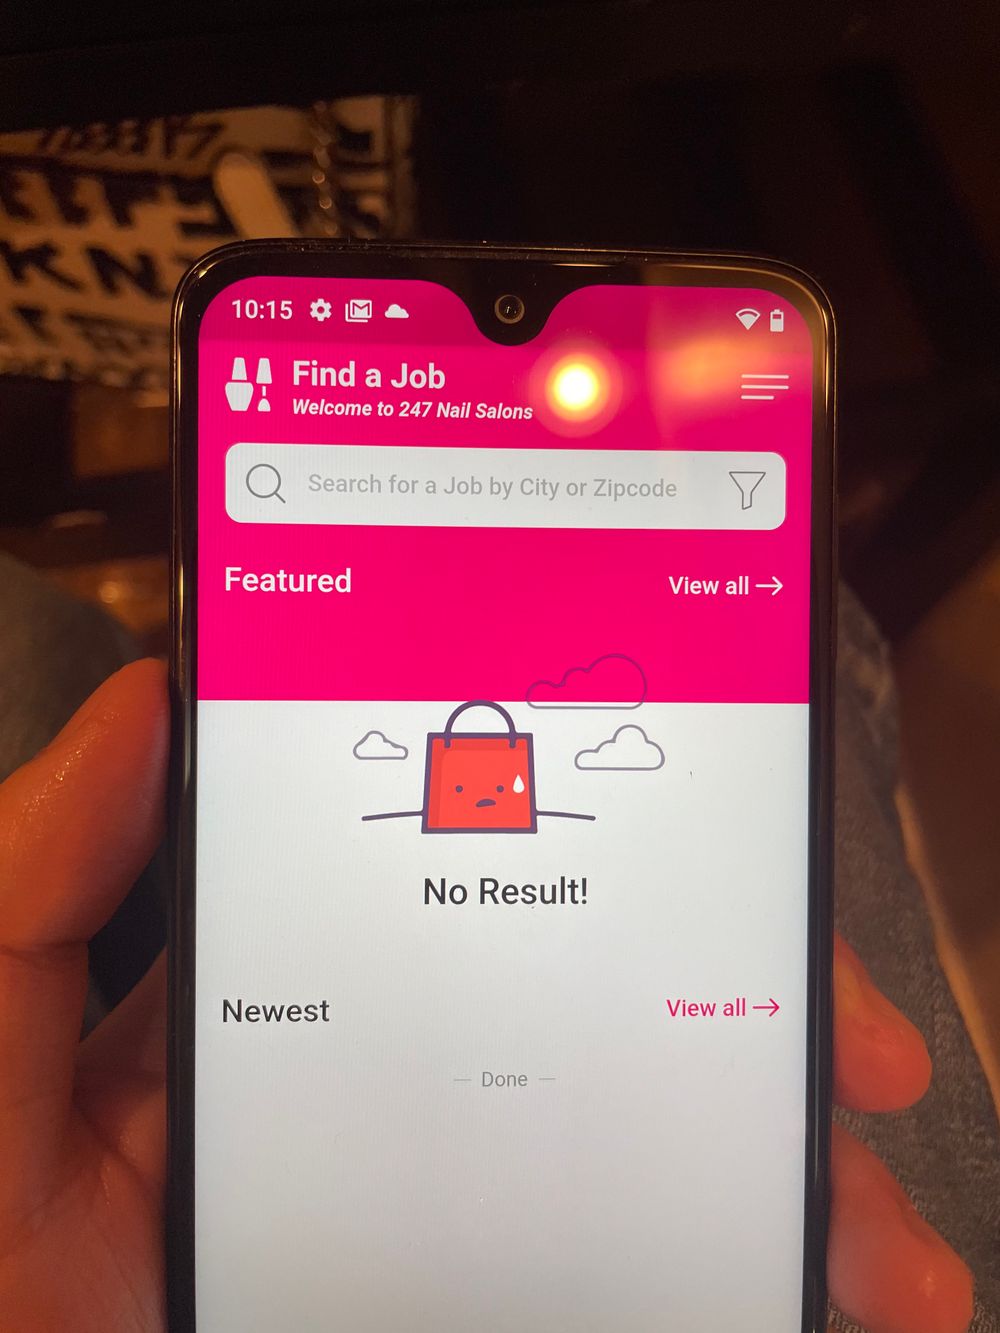 10:15
Find a Job
Welcome to 247 Nail Salons
Search for a Job by City or Zipcode
Featured
View all
No Result!
Newest
View all
Done